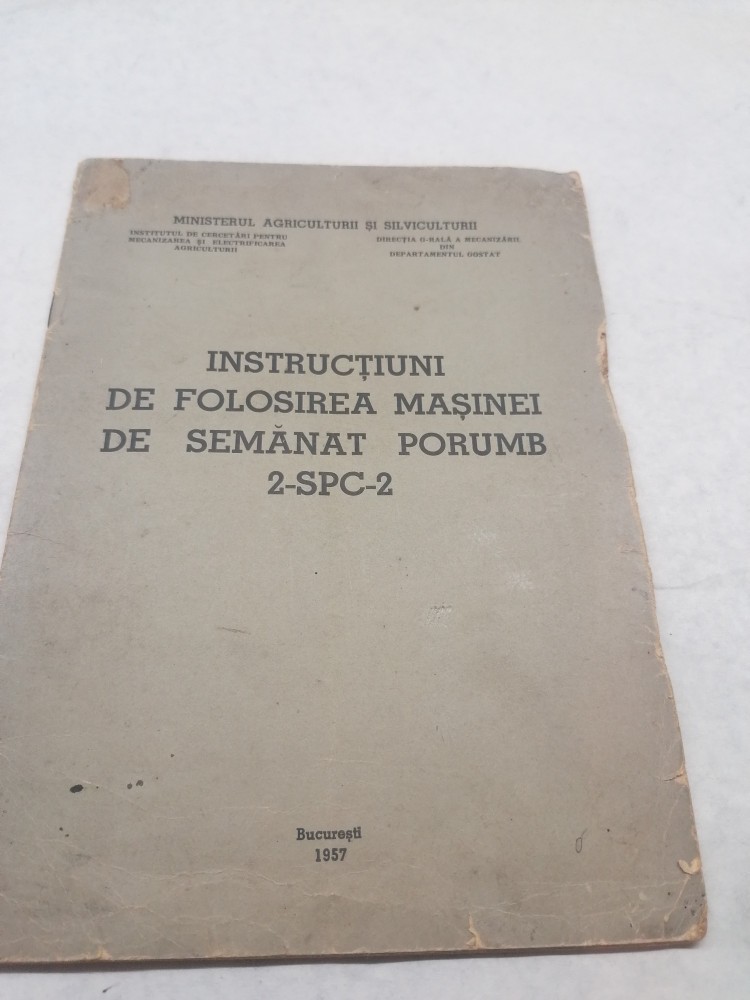 MINISTERUL AGRICULTURII ȘI SILVICULTURII
INSTITUTUL DE CERCETĂRI PENTRU
MECANIZAREA ȘI ELECTRIFICAREA
AGRICULTURII
DIRECȚIA G-RALĂ A MECANIZĂRII
DIN
DEPARTAMENTUL GOSTAT
INSTRUCȚIUNI
DE FOLOSIREA MAȘINEI
DE SEMĂNAT PORUMB
2-SPC-2
București
1957